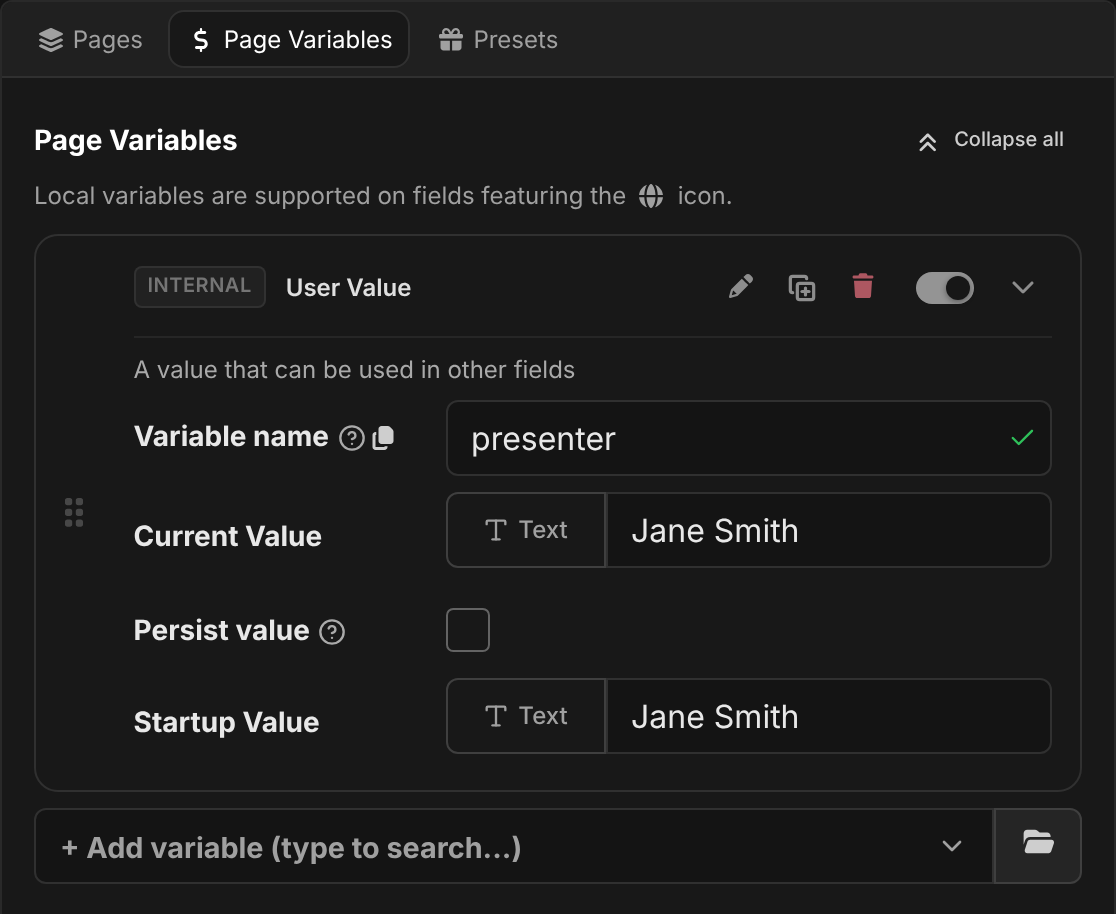 Pages
$ Page Variables
Presets
Page Variables
Collapse all
Local variables are supported on fields featuring the icon.
INTERNAL
User Value
A value that can be used in other fields
Variable name
presenter
Current Value
Text
Jane Smith
Persist value
Startup Value
Text
Jane Smith
+ Add variable (type to search...)